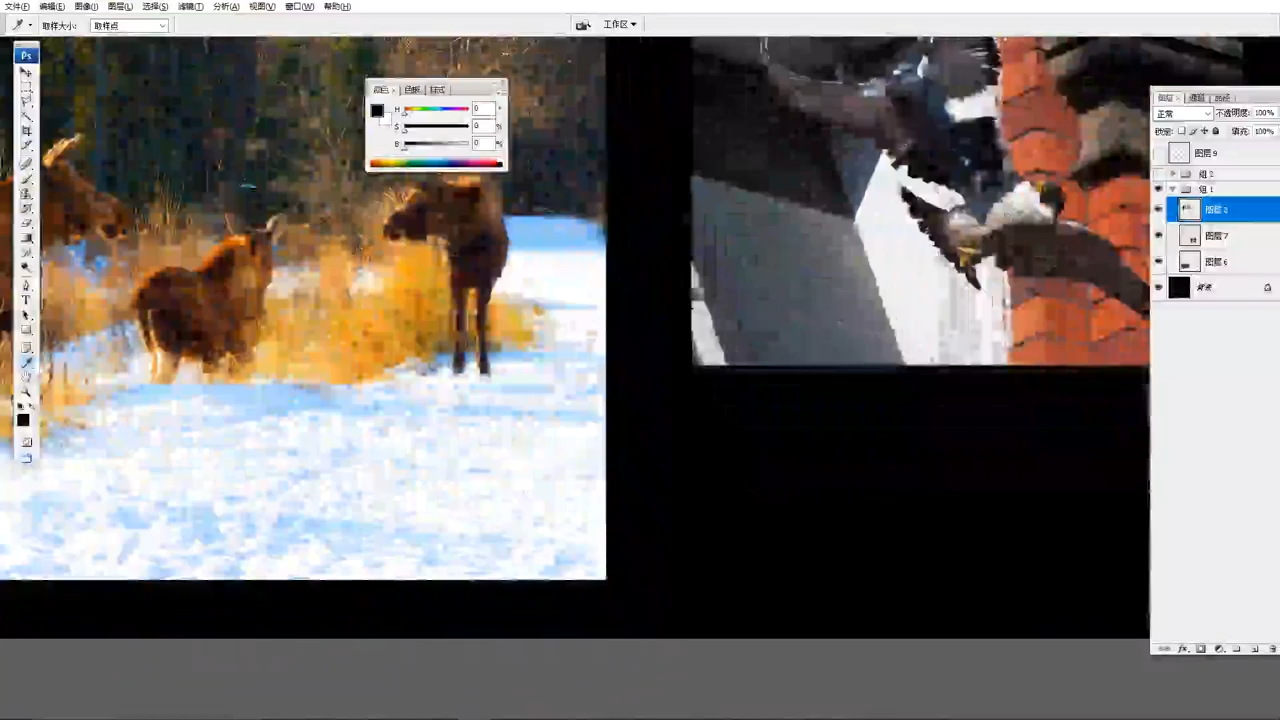 文件(F) 编辑(E) 图像(I) 图层(L) 选择(S) 滤镜(T) 分析(A) 视图(V) 窗口(W) 帮助(H)
取样大小: 取样点 工作区
Ps
颜色 × 色板 样式
H 0 °
S 0 %
B 0 %
图层 × 通道 路径
正常 不透明度: 100%
锁定: 填充: 100%
图层 9
组 2
组 1
图层 7
图层 6
背景
T
fx